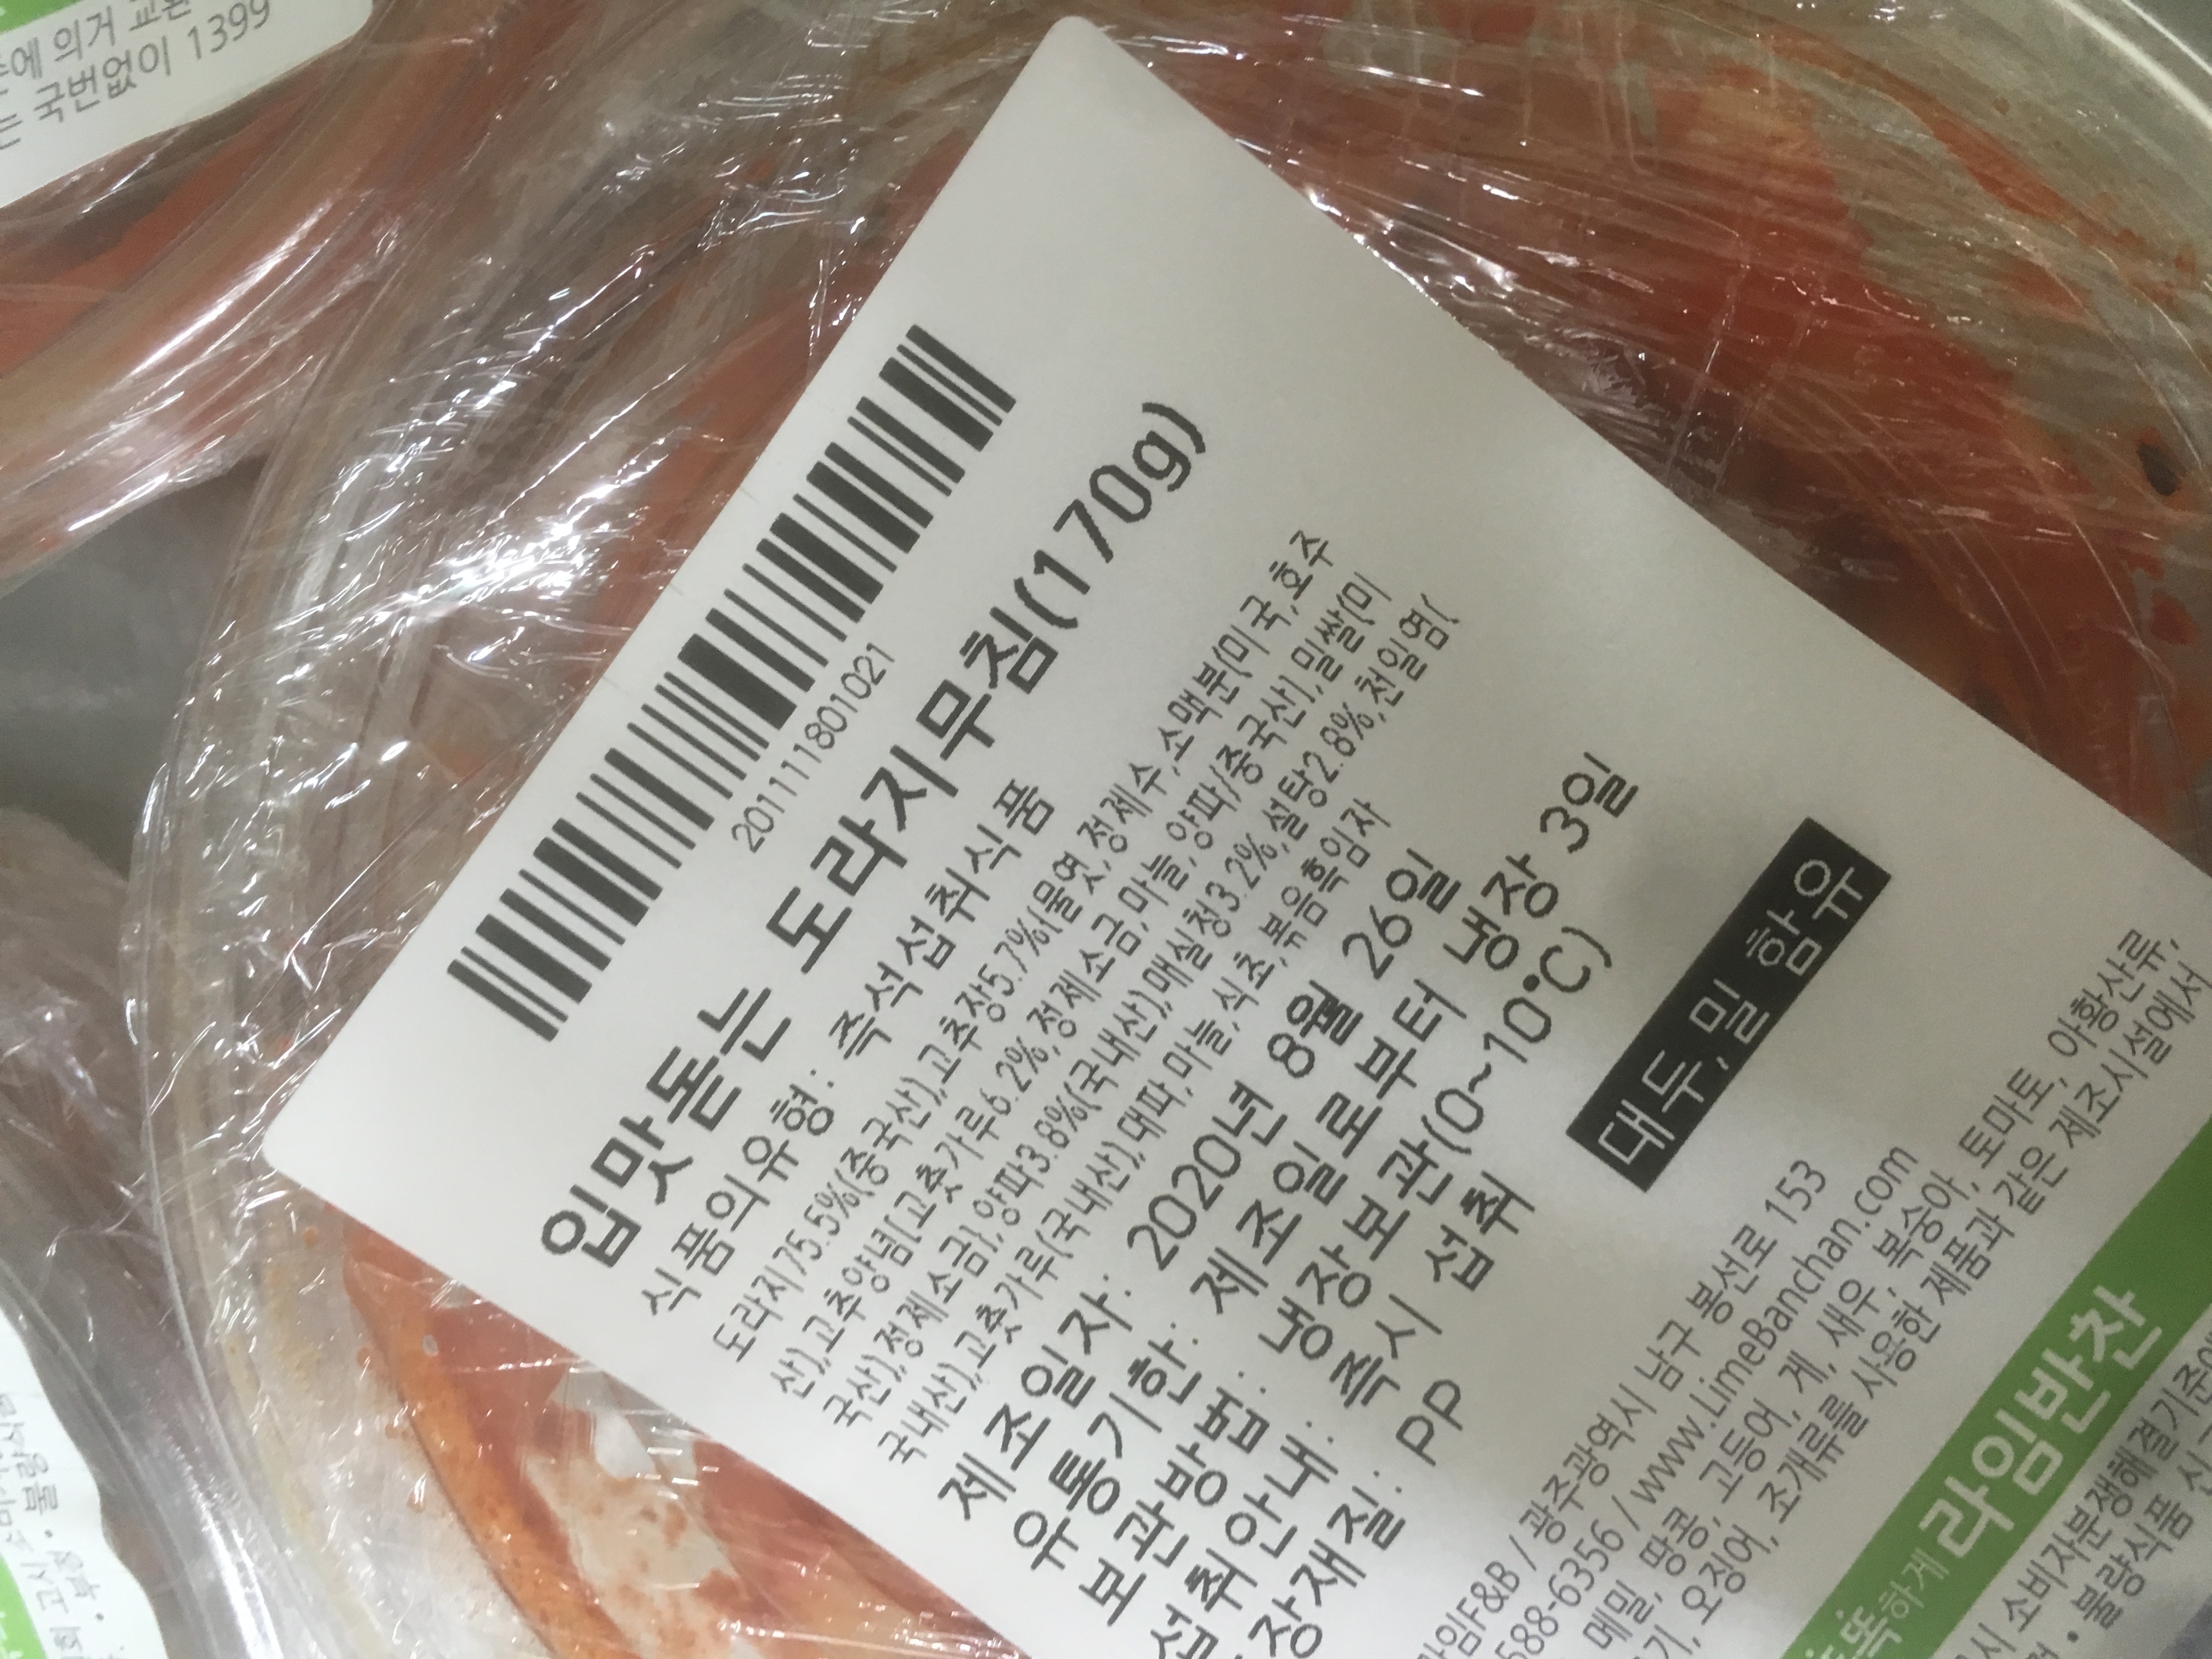 에 의거 교환
는 국번없이 1399
201111801021
입맛돋는 도라지무침(170g)
식품의유형: 즉석섭취식품
도라지75.5%(중국산),고추장5.7%(물엿,정제수,소맥분(미국,호주
산),고추양념[고춧가루6.2%,정제소금,마늘,양파/중국산],밀쌀(미
국산),정제소금},양파3.8%(국내산),매실청3.2%,설탕2.8%,천일염(
국내산),고춧가루(국내산),대파,마늘,식초,볶음흑임자
제조일자: 2020년 8월 26일
유통기한: 제조일로부터 냉장 3일
보관방법: 냉장보관(0~10°C)
섭취안내: 즉시 섭취
장재질: PP
대두,밀 함유
라임F&B / 광주광역시 남구 봉선로 153
588-6356 / www.LimeBanchan.com
메밀, 땅콩, 고등어, 게, 새우, 복숭아, 토마토, 아황산류,
기, 오징어, 조개류를 사용한 제품과 같은 제조시설에서
똑하게 라임반찬
시 소비자분쟁해결기준에
불량식품 신